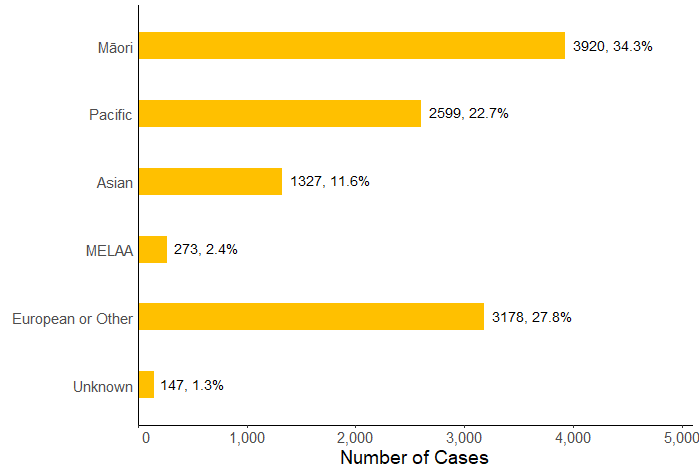 Māori 3920, 34.3%
Pacific 2599, 22.7%
Asian 1327, 11.6%
MELAA 273, 2.4%
European or Other 3178, 27.8%
Unknown 147, 1.3%
0 1,000 2,000 3,000 4,000 5,000
Number of Cases